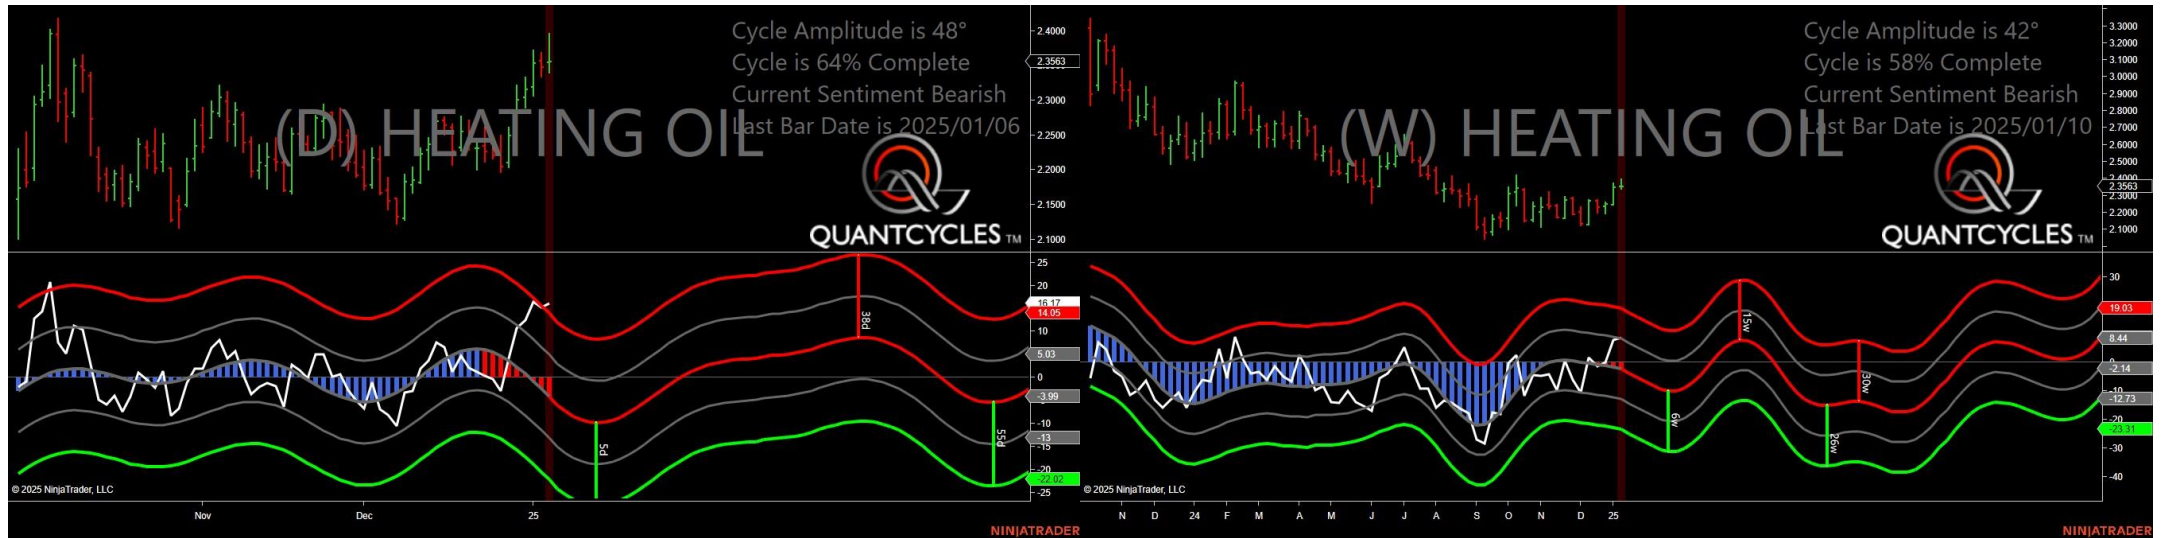 Cycle Amplitude is 48°
Cycle is 64% Complete
Current Sentiment Bearish
Last Bar Date is 2025/01/06
(D) HEATING OIL
QUANTCYCLES TM
2.4000
2.3563
2.3000
2.2500
2.2000
2.1500
2.1000
25
20
16.17
14.05
10
5.03
0
-3.99
-10
-13
-15
-20
-22.02
-25
5d
38d
55d
© 2025 NinjaTrader, LLC
Nov
Dec
25
NINJATRADER
Cycle Amplitude is 42°
Cycle is 58% Complete
Current Sentiment Bearish
Last Bar Date is 2025/01/10
(W) HEATING OIL
QUANTCYCLES TM
3.3000
3.2000
3.1000
3.0000
2.9000
2.8000
2.7000
2.6000
2.5000
2.4000
2.3563
2.3000
2.2000
2.1000
30
19.03
8.44
0
-2.14
-10
-12.73
-20
-23.31
-30
-40
6w
15w
26w
30w
© 2025 NinjaTrader, LLC
N
D
24
F
M
A
M
J
J
A
S
O
N
D
25
NINJATRADER